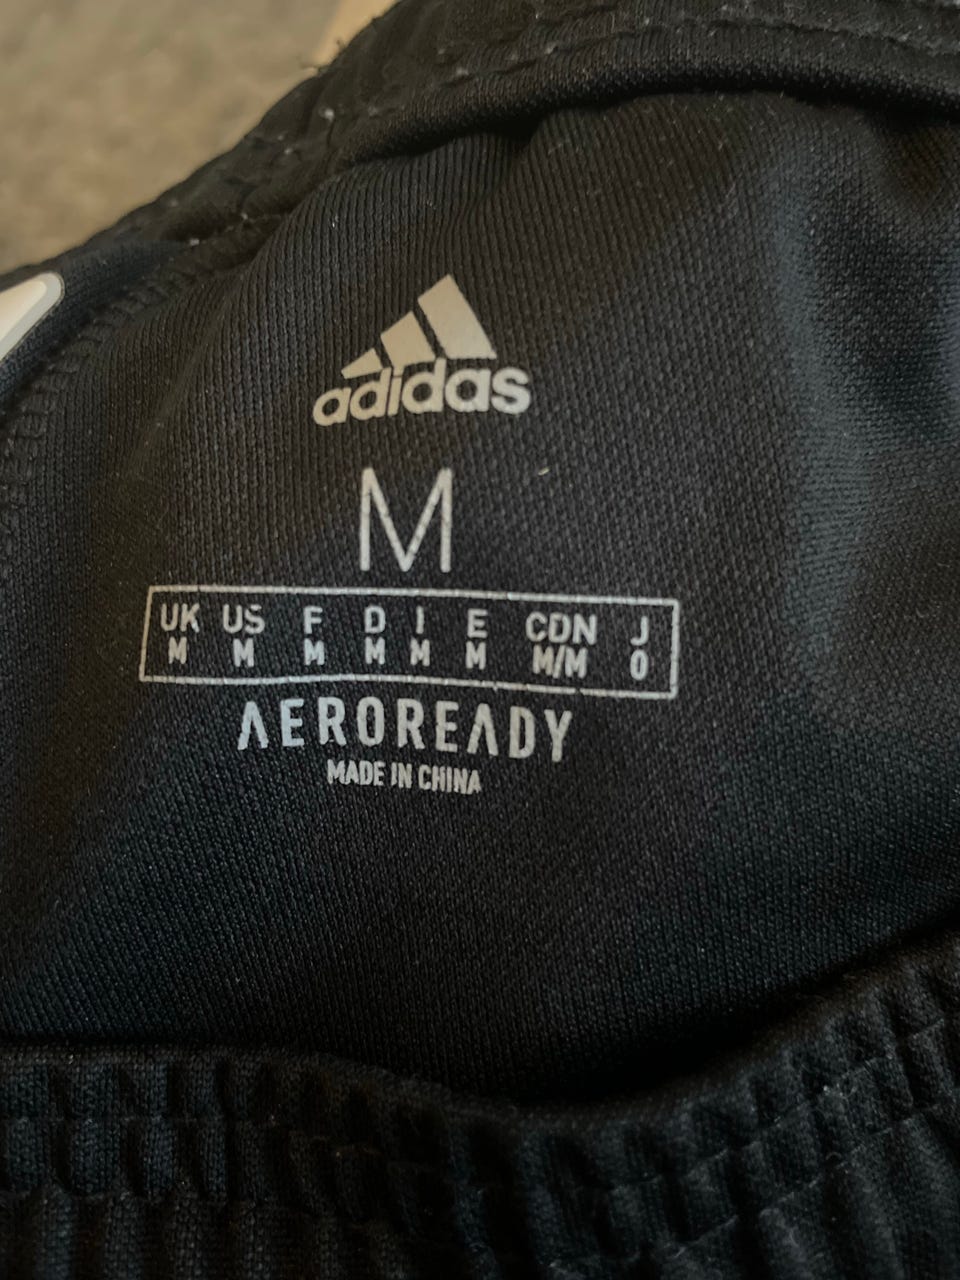 adidas
M
UK US F D I E CDN J
M M M M M M M/M O
AEROREADY
MADE IN CHINA